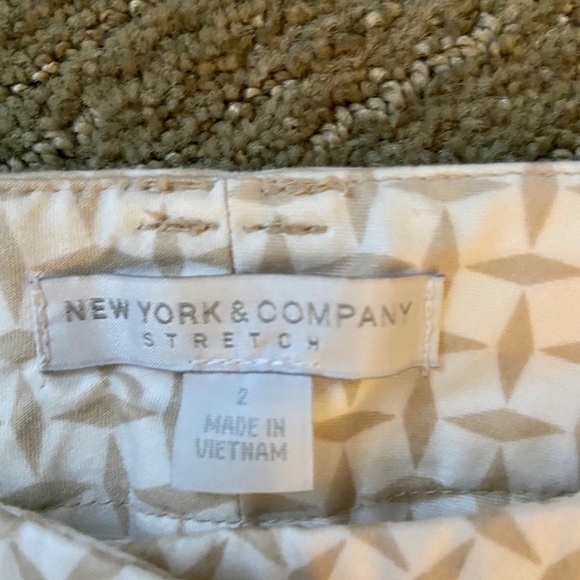 NEW YORK & COMPANY
STRETCH
2
MADE IN
VIETNAM